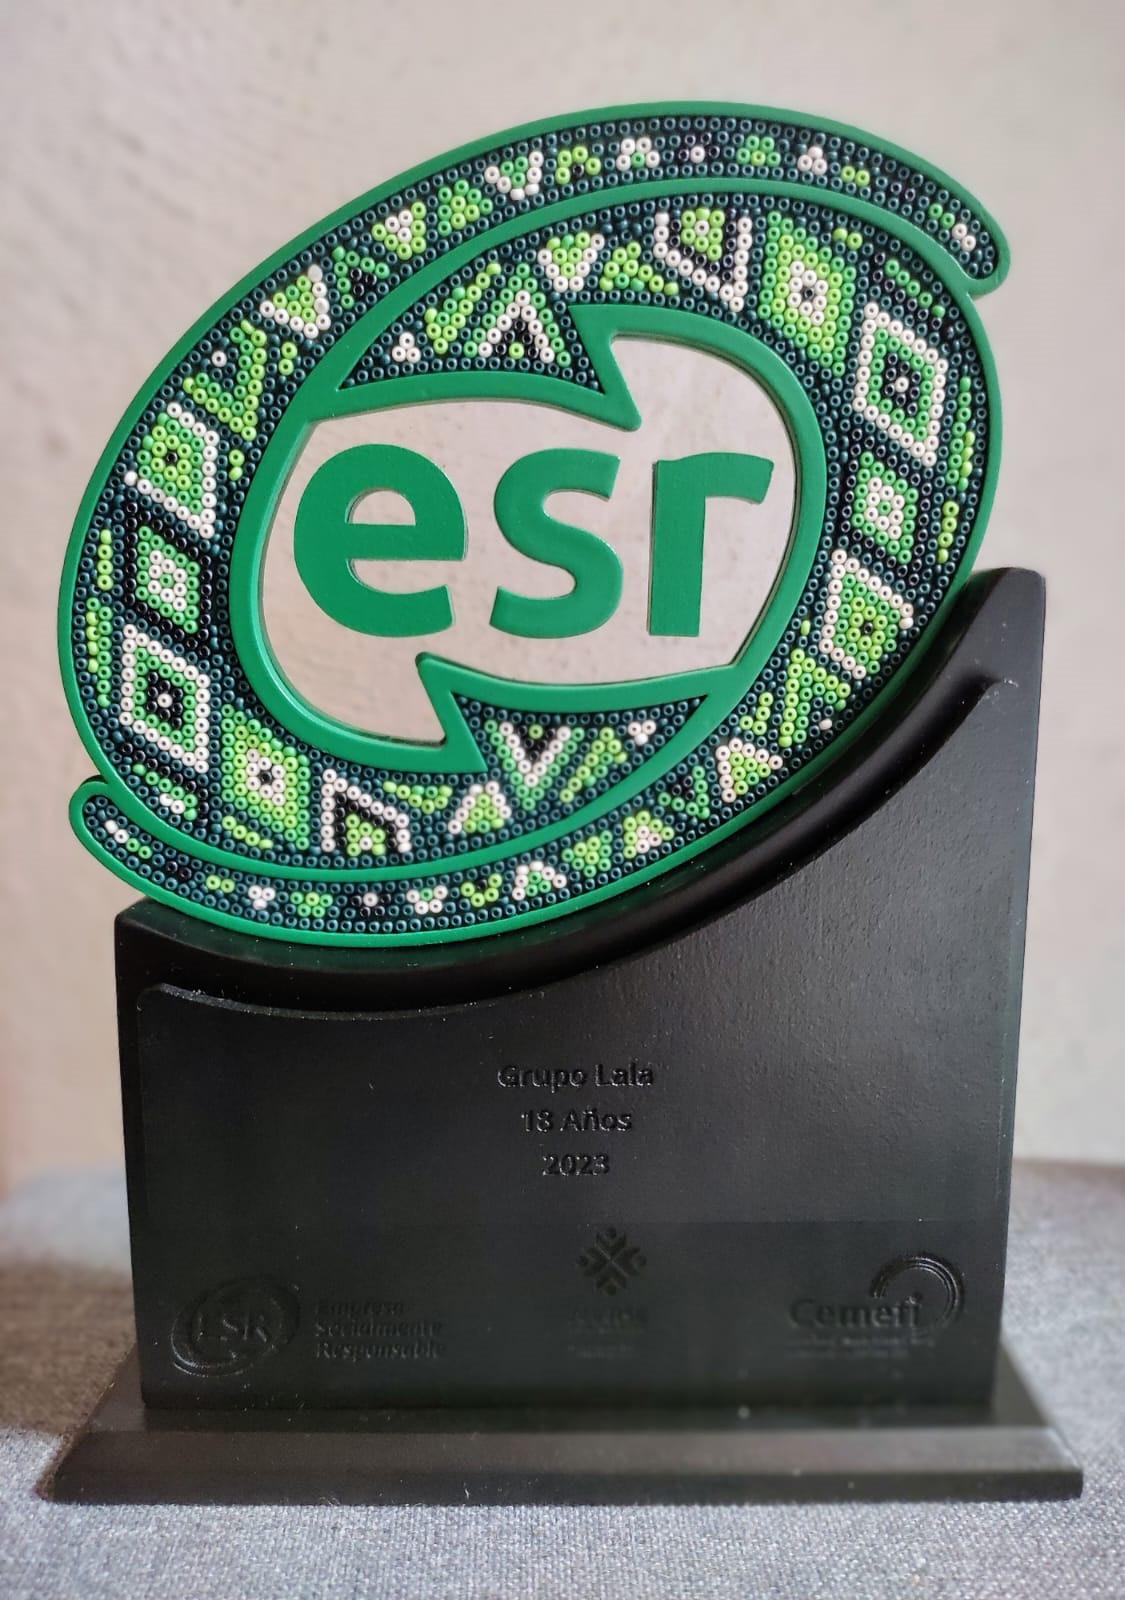 esr
Grupo Lala
18 Años
2023
ESR
Empresa
Socialmente
Responsable
Cemefi